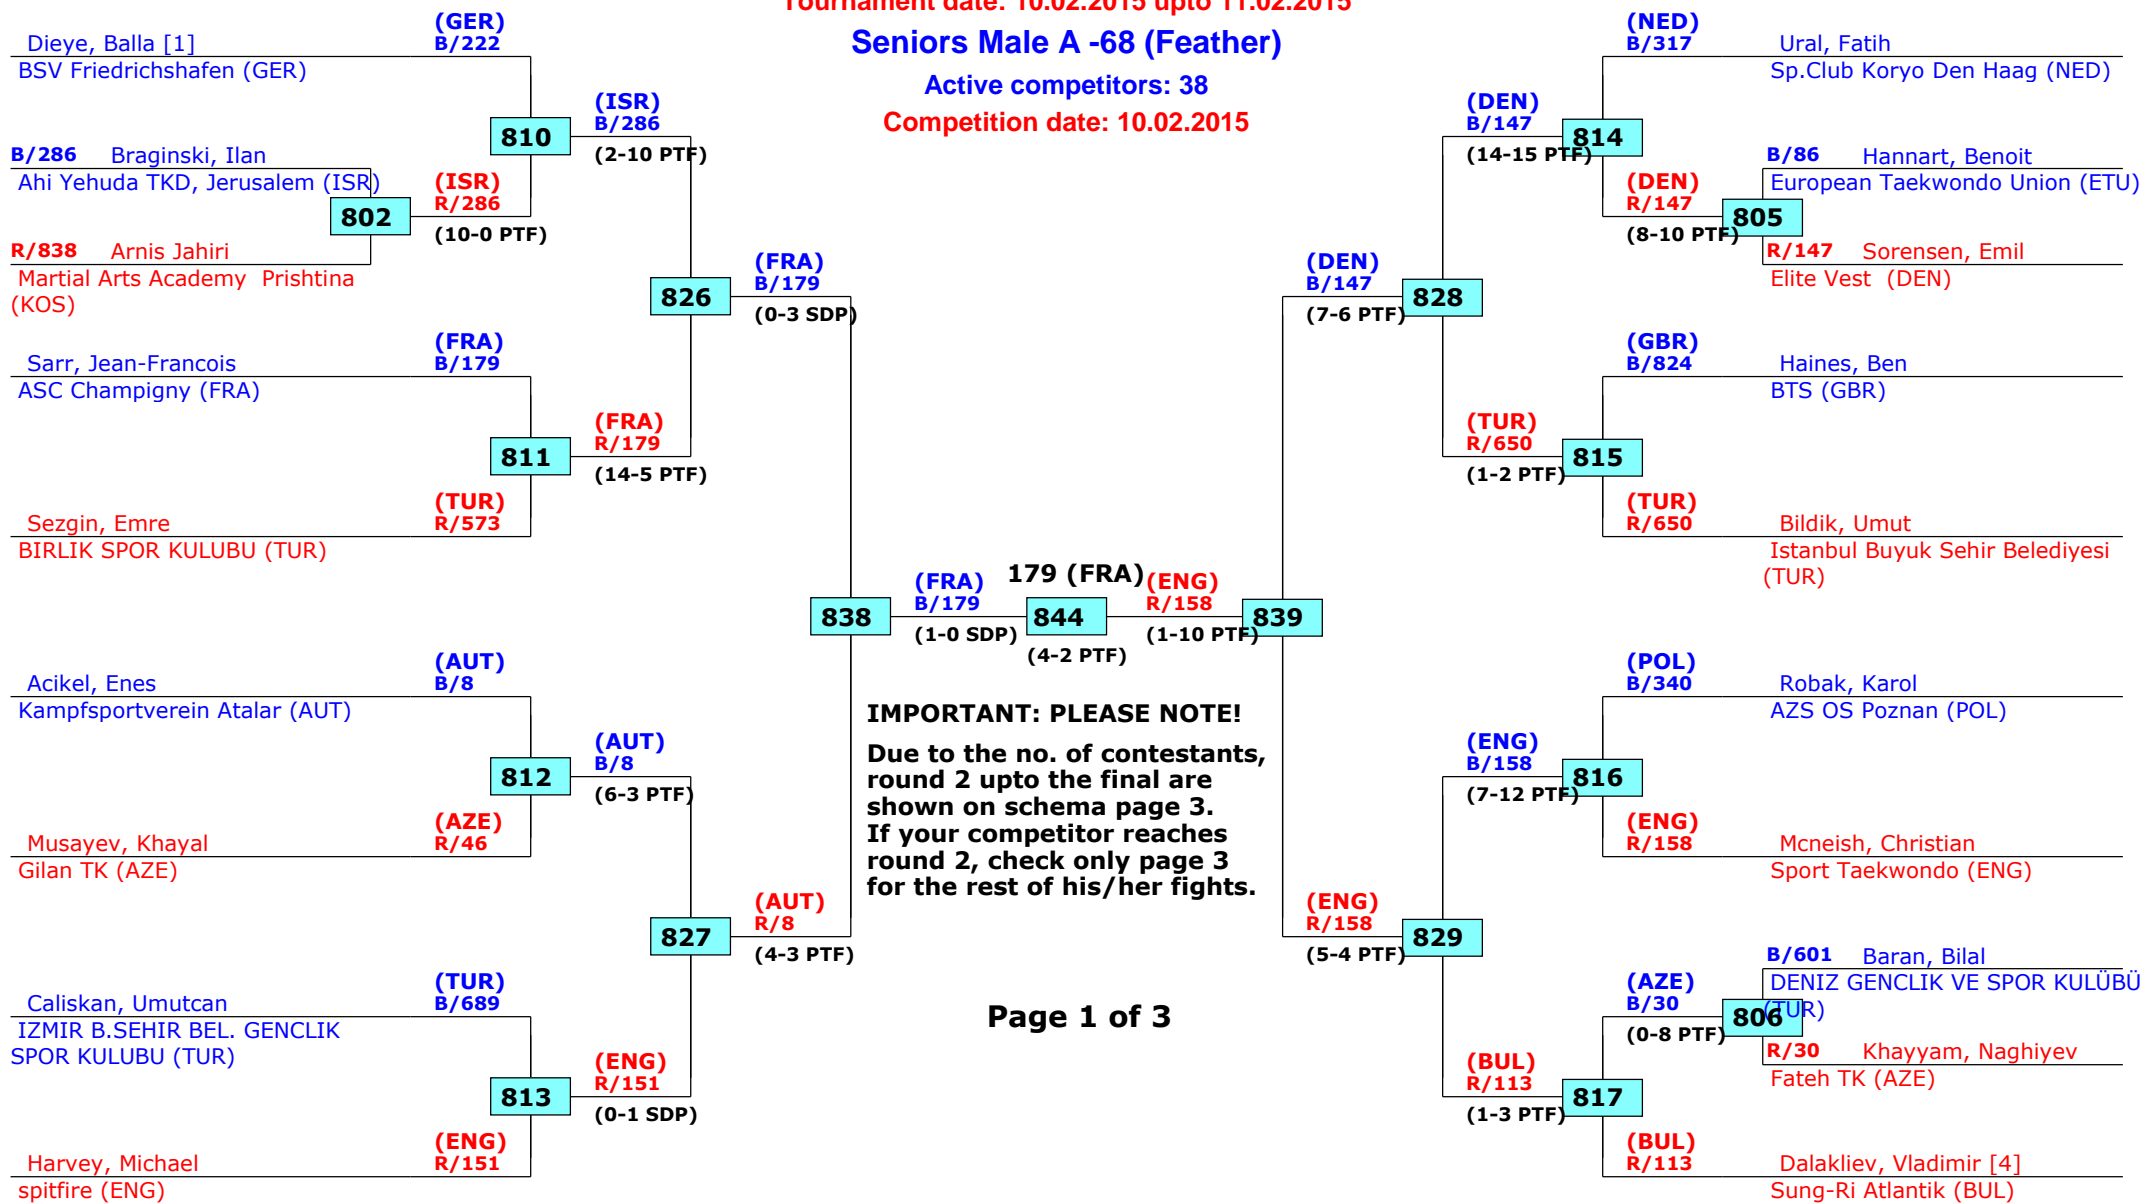 Tournament date: 10.02.2015 upto 11.02.2015
Seniors Male A -68 (Feather)
Active competitors: 38
Competition date: 10.02.2015
Dieye, Balla [1]
BSV Friedrichshafen (GER)
(GER)
B/222
B/286 Braginski, Ilan
Ahi Yehuda TKD, Jerusalem (ISR)
802
R/838 Arnis Jahiri
Martial Arts Academy Prishtina
(KOS)
(ISR)
R/286
(10-0 PTF)
810
(ISR)
B/286
(2-10 PTF)
Sarr, Jean-Francois
ASC Champigny (FRA)
(FRA)
B/179
811
(FRA)
R/179
(14-5 PTF)
Sezgin, Emre
BIRLIK SPOR KULUBU (TUR)
(TUR)
R/573
826
(FRA)
B/179
(0-3 SDP)
Acikel, Enes
Kampfsportverein Atalar (AUT)
(AUT)
B/8
812
(AUT)
B/8
(6-3 PTF)
Musayev, Khayal
Gilan TK (AZE)
(AZE)
R/46
827
(AUT)
R/8
(4-3 PTF)
Caliskan, Umutcan
IZMIR B.SEHIR BEL. GENCLIK
SPOR KULUBU (TUR)
(TUR)
B/689
813
(ENG)
R/151
(0-1 SDP)
Harvey, Michael
spitfire (ENG)
(ENG)
R/151
838
(FRA)
B/179
(1-0 SDP)
179 (FRA)
844
(4-2 PTF)
(ENG)
R/158
(1-10 PTF)
839
IMPORTANT: PLEASE NOTE!
Due to the no. of contestants,
round 2 upto the final are
shown on schema page 3.
If your competitor reaches
round 2, check only page 3
for the rest of his/her fights.
Page 1 of 3
(NED)
B/317
Ural, Fatih
Sp.Club Koryo Den Haag (NED)
(DEN)
B/147
(14-15 PTF)
814
B/86 Hannart, Benoit
European Taekwondo Union (ETU)
(DEN)
R/147
(8-10 PTF)
805
R/147 Sorensen, Emil
Elite Vest (DEN)
(DEN)
B/147
(7-6 PTF)
828
(GBR)
B/824
Haines, Ben
BTS (GBR)
(TUR)
R/650
(1-2 PTF)
815
(TUR)
R/650
Bildik, Umut
Istanbul Buyuk Sehir Belediyesi
(TUR)
(POL)
B/340
Robak, Karol
AZS OS Poznan (POL)
(ENG)
B/158
(7-12 PTF)
816
(ENG)
R/158
Mcneish, Christian
Sport Taekwondo (ENG)
(ENG)
R/158
(5-4 PTF)
829
B/601 Baran, Bilal
DENIZ GENCLIK VE SPOR KULÜBÜ
(TUR)
(AZE)
B/30
(0-8 PTF)
806
R/30 Khayyam, Naghiyev
Fateh TK (AZE)
(BUL)
R/113
(1-3 PTF)
817
(BUL)
R/113
Dalakliev, Vladimir [4]
Sung-Ri Atlantik (BUL)